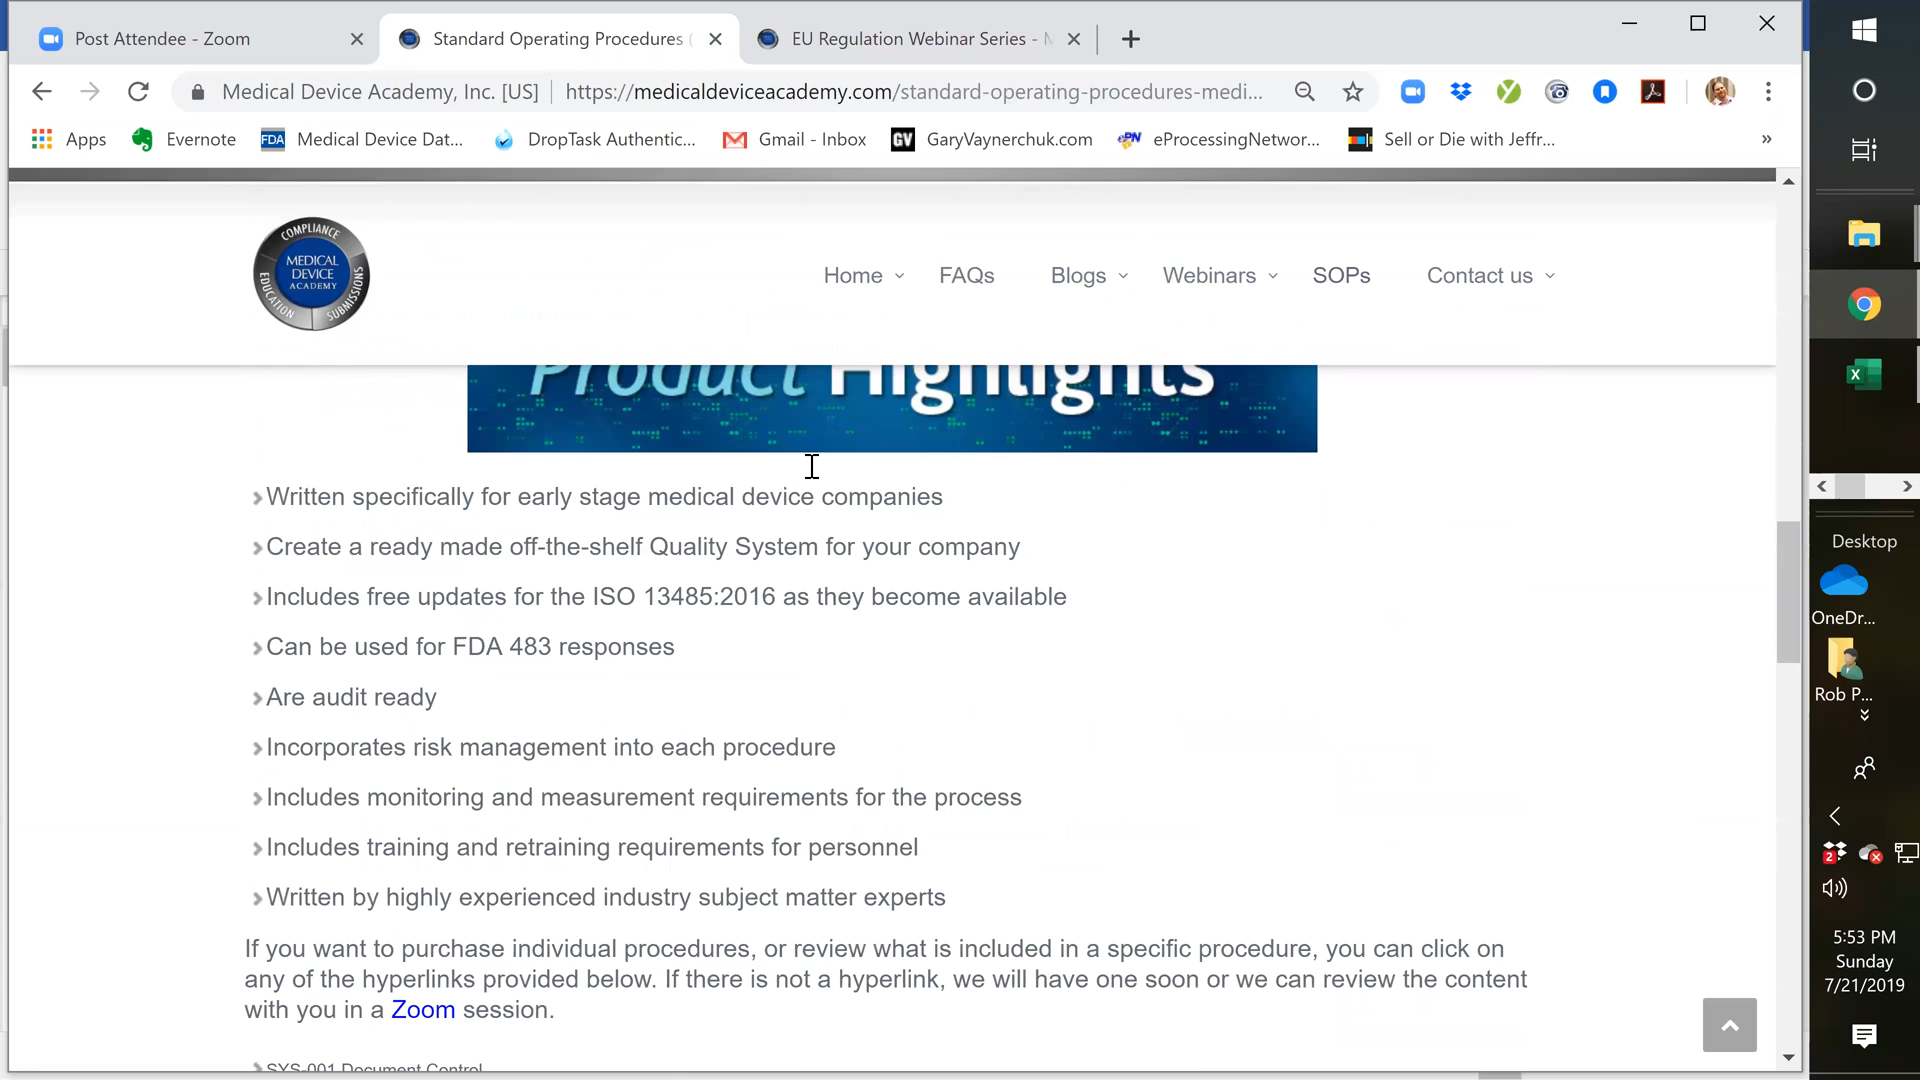 Post Attendee - Zoom
Standard Operating Procedures (
EU Regulation Webinar Series - M
Medical Device Academy, Inc. [US]
https://medicaldeviceacademy.com/standard-operating-procedures-medi...
Apps
Evernote
FDA
Medical Device Dat...
DropTask Authentic...
Gmail - Inbox
GV
GaryVaynerchuk.com
ePN
eProcessingNetwor...
Sell or Die with Jeffr...
»
COMPLIANCE
MEDICAL
DEVICE
ACADEMY
EDUCATION
SUBMISSIONS
Home
FAQs
Blogs
Webinars
SOPs
Contact us
Product Highlights
Written specifically for early stage medical device companies
Create a ready made off-the-shelf Quality System for your company
Includes free updates for the ISO 13485:2016 as they become available
Can be used for FDA 483 responses
Are audit ready
Incorporates risk management into each procedure
Includes monitoring and measurement requirements for the process
Includes training and retraining requirements for personnel
Written by highly experienced industry subject matter experts
If you want to purchase individual procedures, or review what is included in a specific procedure, you can click on
any of the hyperlinks provided below. If there is not a hyperlink, we will have one soon or we can review the content
with you in a Zoom session.
SYS-001 Document Control
Desktop
OneDr...
Rob P...
2
5:53 PM
Sunday
7/21/2019